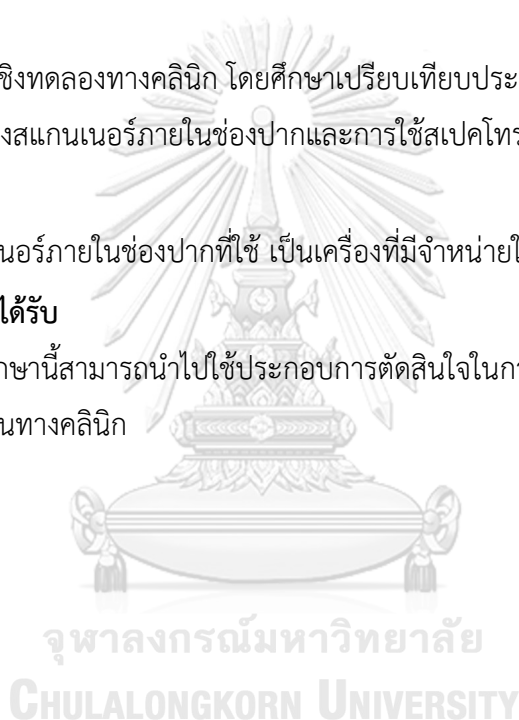 ชิงทดลองทางคลินิก โดยศึกษาเปรียบเทียบประ
งสแกนเนอร์ภายในช่องปากและการใช้สเปคโทร
นอร์ภายในช่องปากที่ใช้ เป็นเครื่องที่มีจำหน่ายใ
ได้รับ
กษานี้สามารถนำไปใช้ประกอบการตัดสินใจในกา
นทางคลินิก
จุฬาลงกรณ์มหาวิทยาลัย
CHULALONGKORN UNIVERSITY